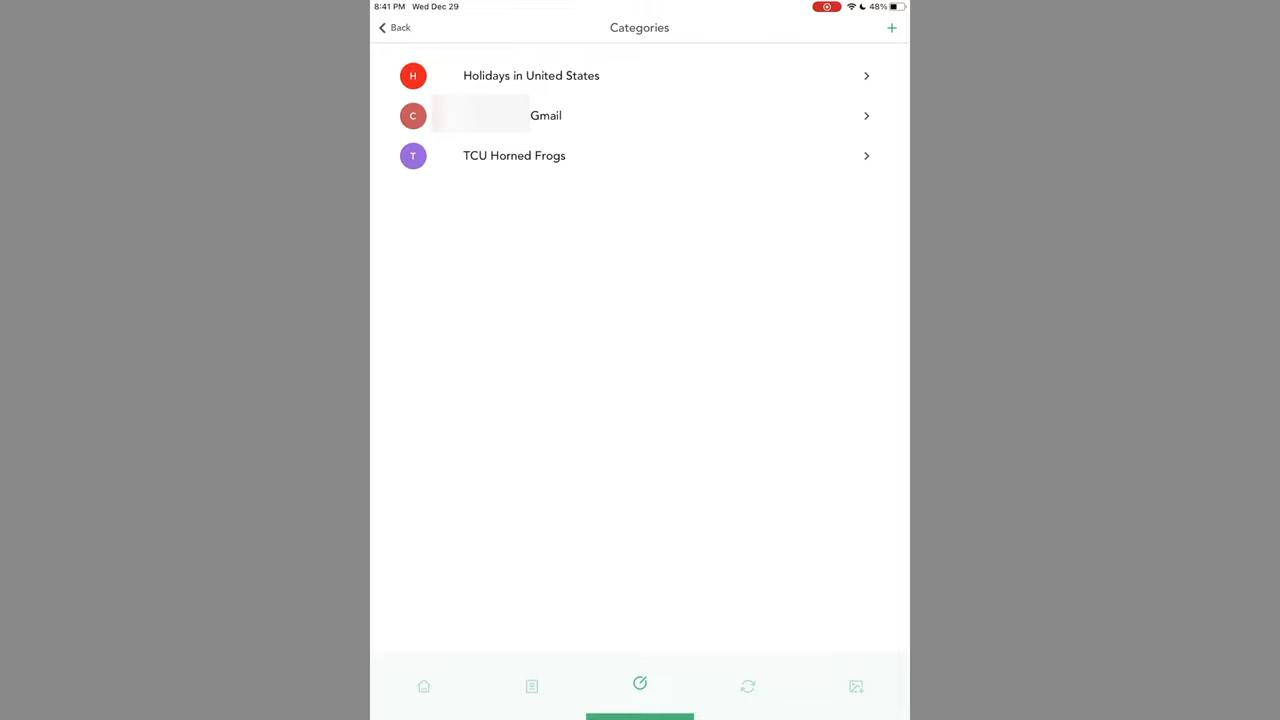 8:41 PM Wed Dec 29 48%
Back Categories +
H Holidays in United States
C Gmail
T TCU Horned Frogs